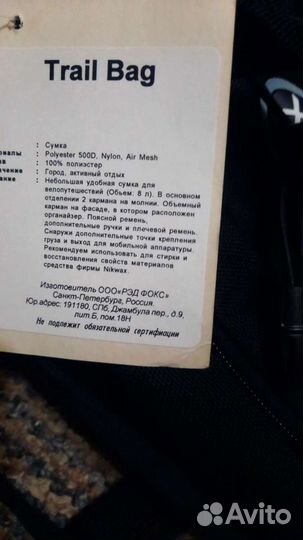 Trail Bag
: Сумка
: Polyester 500D, Nylon, Air Mesh
: 100% полиэстер
: Город, активный отдых
: Небольшая удобная сумка для
велопутешествий (Объем: 8 л). В основном
отделении 2 кармана на молнии. Объемный
карман на фасаде, в котором расположен
органайзер. Поясной ремень,
дополнительные ручки и плечевой ремень.
Снаружи дополнительные точки крепления
груза и выход для мобильной аппаратуры.
Рекомендуем использовать для стирки и
восстановления свойств материалов
средства фирмы Nikwax.
Изготовитель ООО«РЭД ФОКС»
Санкт-Петербург, Россия.
Юр.адрес: 191180, СПб, Джамбула пер., д.9,
лит.Б, пом.18Н
Не подлежит обязательной сертификации
Avito